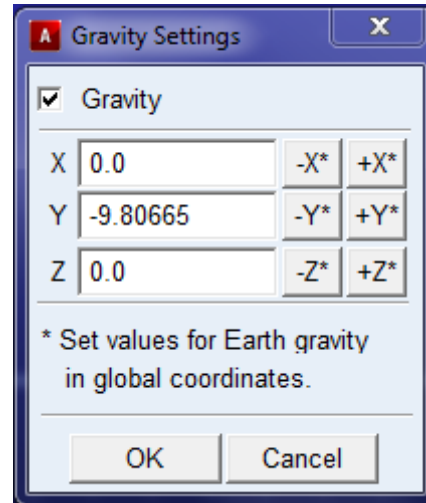 A Gravity Settings X
Gravity
X 0.0 -X* +X*
Y -9.80665 -Y* +Y*
Z 0.0 -Z* +Z*
* Set values for Earth gravity
in global coordinates.
OK Cancel